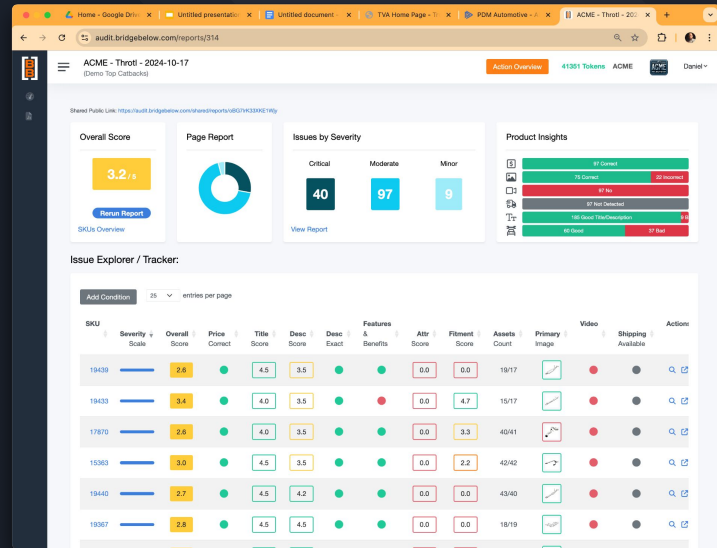 Home - Google Drive
Untitled presentation
Untitled document -
TVA Home Page - Tr
PDM Automotive - A
ACME - Throtl - 202
audit.bridgebelow.com/reports/314
ACME - Throtl - 2024-10-17
(Demo Top Catbacks)
Action Overview
41351 Tokens
ACME
ACME
Daniel
Shared Public Link:
Overall Score
3.2 / 5
Rerun Report
SKUs Overview
Page Report
Issues by Severity
Critical Moderate Minor
40 97 9
View Report
Product Insights
97 Correct
75 Correct 22 Incorrect
97 No
97 Not Detected
185 Good Title/Description 9 B
60 Good 37 Bad
Issue Explorer / Tracker:
Add Condition 25 entries per page
SKU Severity Scale Overall Score Price Correct Title Score Desc Score Desc Exact Features & Benefits Attr Score Fitment Score Assets Count Primary Image Video Shipping Available Actions
19439 2.6 4.5 3.5 0.0 0.0 19/17
19433 3.4 4.0 3.5 0.0 4.7 15/17
17870 2.6 4.0 3.5 0.0 3.3 40/41
15363 3.0 4.5 3.5 0.0 2.2 42/42
19440 2.7 4.5 4.2 0.0 0.0 43/40
19367 2.8 4.5 4.5 0.0 0.0 18/19